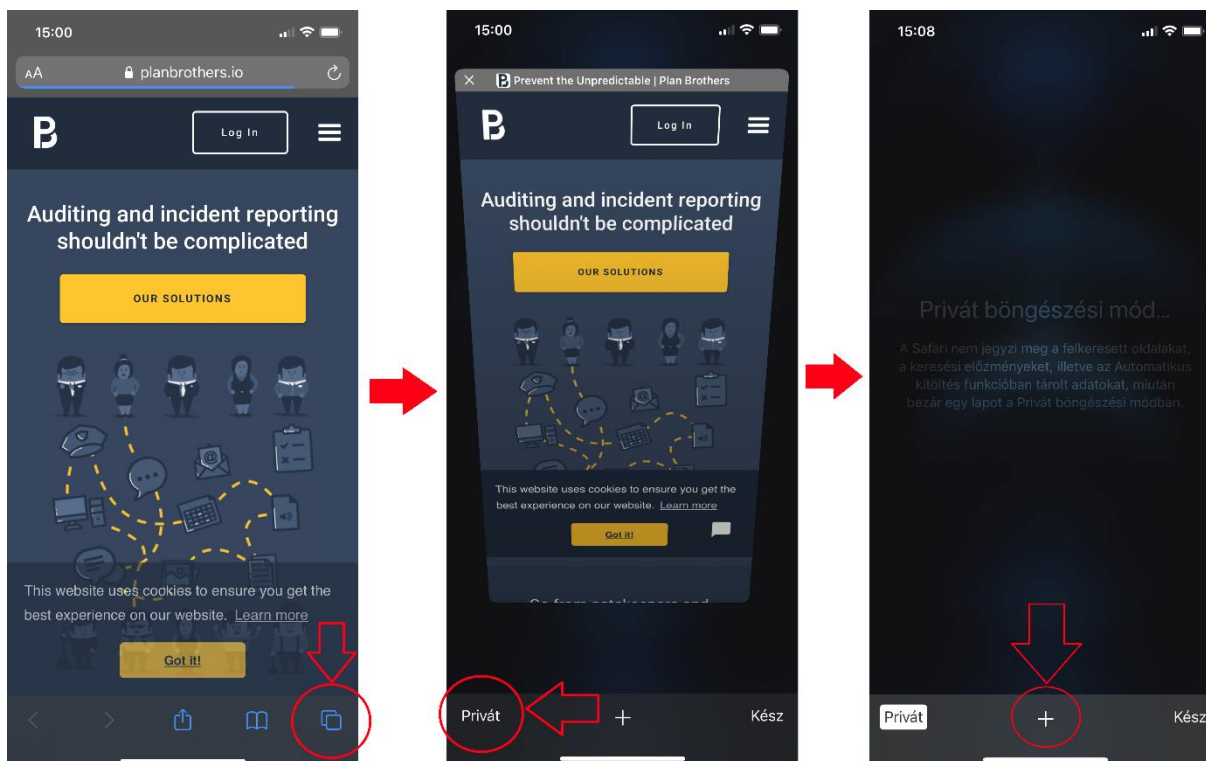 15:00
AA planbrothers.io
B
Log In
Auditing and incident reporting
shouldn't be complicated
OUR SOLUTIONS
This website uses cookies to ensure you get the
best experience on our website. Learn more
Got it!
15:00
B Prevent the Unpredictable | Plan Brothers
B
Log In
Auditing and incident reporting
shouldn't be complicated
OUR SOLUTIONS
This website uses cookies to ensure you get the
best experience on our website. Learn more
Got it!
Go from gatekeepers and
Privát
Kész
15:08
Privát böngészési mód...
A Safari nem jegyzi meg a felkeresett oldalakat,
a keresési előzményeket, illetve az Automatikus
kitöltés funkcióban tárolt adatokat, miután
bezár egy lapot a Privát böngészési módban.
Privát
Kész